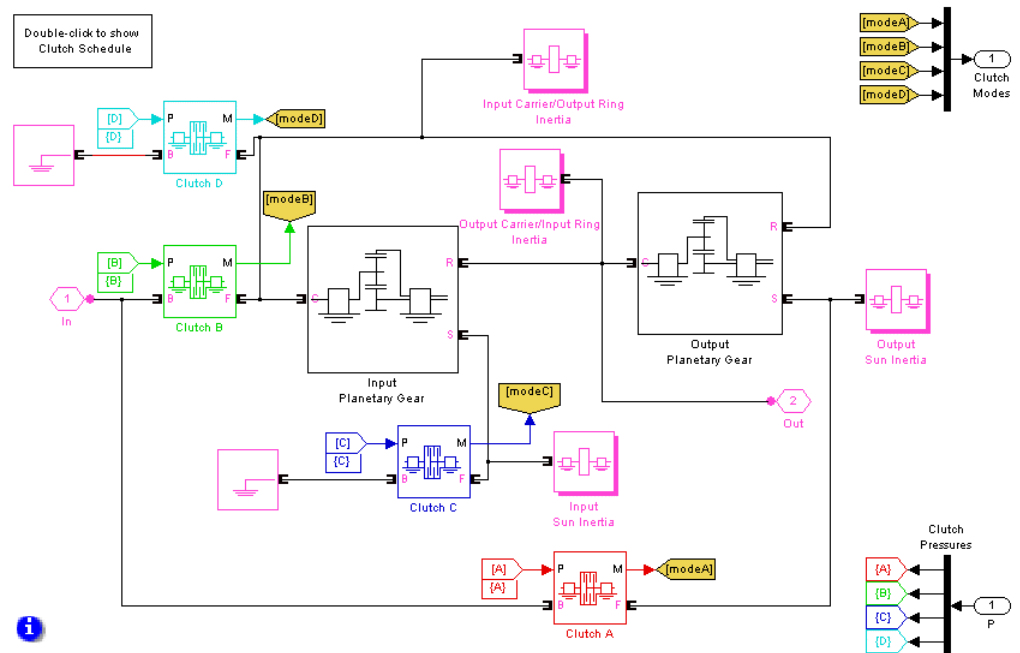 Double-click to show
Clutch Schedule
[modeA]
[modeB]
[modeC]
[modeD]
1
Clutch
Modes
Input Carrier/Output Ring
Inertia
[D]
{D}
P
M
B
F
[modeD]
Clutch D
[modeB]
Output Carrier/Input Ring
Inertia
[B]
{B}
P
M
B
F
Clutch B
1
In
C
R
S
Input
Planetary Gear
C
R
S
Output
Planetary Gear
Output
Sun Inertia
[modeC]
2
Out
[C]
{C}
P
M
B
F
Clutch C
Input
Sun Inertia
[A]
{A}
P
M
B
F
[modeA]
Clutch A
Clutch
Pressures
{A}
{B}
{C}
{D}
1
P
i